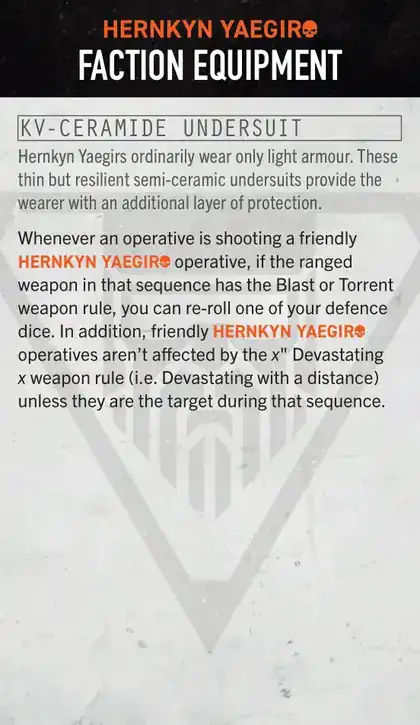 HERNKYN YAEGIR
FACTION EQUIPMENT
KV-CERAMIDE UNDERSUIT
Hernkyn Yaegirs ordinarily wear only light armour. These
thin but resilient semi-ceramic undersuits provide the
wearer with an additional layer of protection.
Whenever an operative is shooting a friendly
HERNKYN YAEGIR operative, if the ranged
weapon in that sequence has the Blast or Torrent
weapon rule, you can re-roll one of your defence
dice. In addition, friendly HERNKYN YAEGIR
operatives aren’t affected by the x" Devastating
x weapon rule (i.e. Devastating with a distance)
unless they are the target during that sequence.